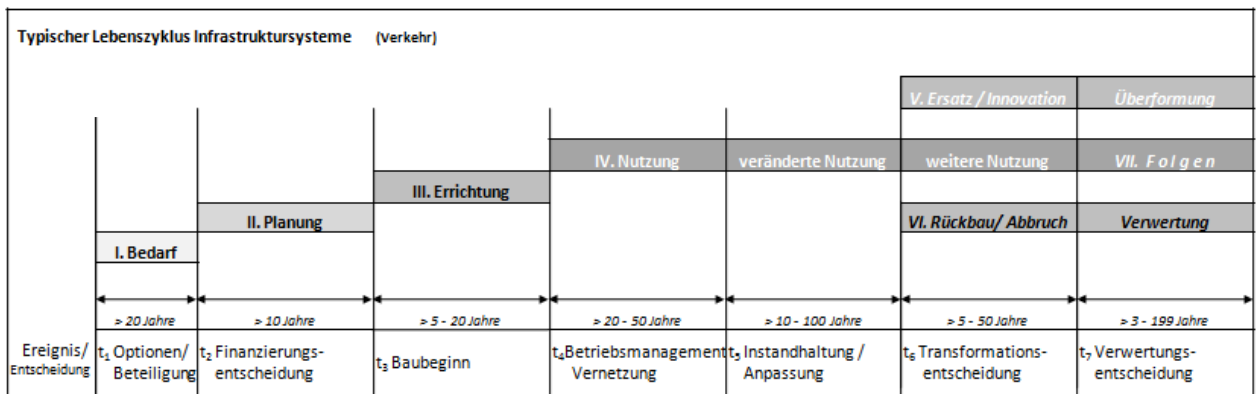 Typischer Lebenszyklus Infrastruktursysteme (Verkehr)
V. Ersatz / Innovation Überformung
IV. Nutzung veränderte Nutzung weitere Nutzung VII. F o l g e n
III. Errichtung
II. Planung VI. Rückbau/ Abbruch Verwertung
I. Bedarf
> 20 Jahre > 10 Jahre > 5 - 20 Jahre > 20 - 50 Jahre > 10 - 100 Jahre > 5 - 50 Jahre > 3 - 199 Jahre
Ereignis/ t₁ Optionen/ t₂ Finanzierungs- t₃ Baubeginn t₄Betriebsmanagement t₅ Instandhaltung / t₆ Transformations- t₇ Verwertungs-
Entscheidung Beteiligung entscheidung Vernetzung Anpassung entscheidung entscheidung